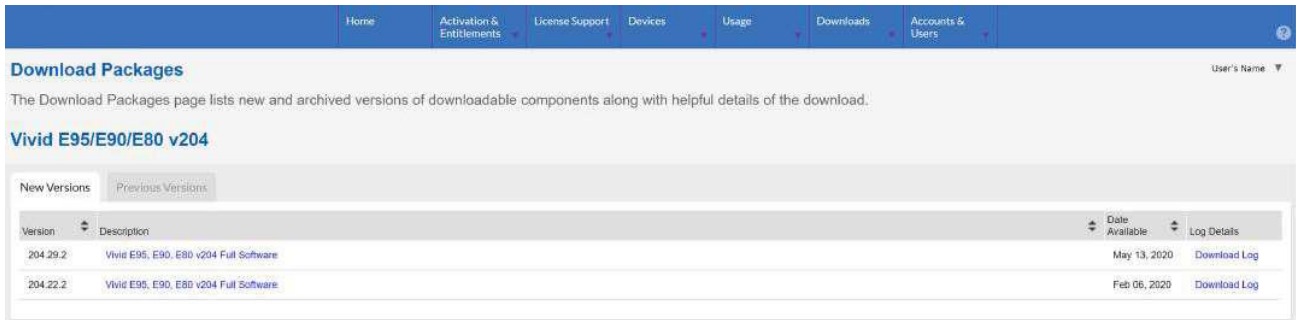 Home Activation & License Support Devices Usage Downloads Accounts &
Entitlements Users
?
Download Packages
User's Name
The Download Packages page lists new and archived versions of downloadable components along with helpful details of the download.
Vivid E95/E90/E80 v204
New Versions Previous Versions
Version Description Date Available Log Details
204.29.2 Vivid E95, E90, E80 v204 Full Software May 13, 2020 Download Log
204.22.2 Vivid E95, E90, E80 v204 Full Software Feb 06, 2020 Download Log